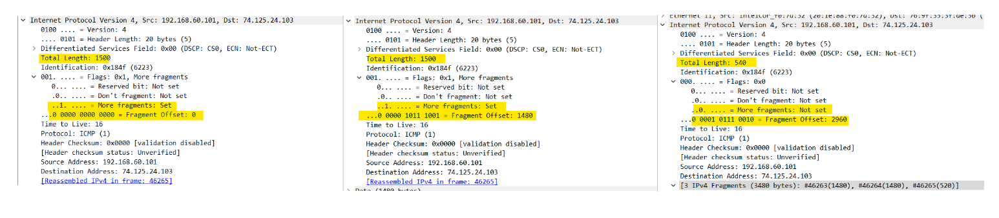 Internet Protocol Version 4, Src: 192.168.60.101, Dst: 74.125.24.103
0100 .... = Version: 4
.... 0101 = Header Length: 20 bytes (5)
Differentiated Services Field: 0x00 (DSCP: CS0, ECN: Not-ECT)
Total Length: 1500
Identification: 0x184f (6223)
001. .... = Flags: 0x1, More fragments
0... .... = Reserved bit: Not set
.0.. .... = Don't fragment: Not set
..1. .... = More fragments: Set
...0 0000 0000 0000 = Fragment Offset: 0
Time to Live: 16
Protocol: ICMP (1)
Header Checksum: 0x0000 [validation disabled]
[Header checksum status: Unverified]
Source Address: 192.168.60.101
Destination Address: 74.125.24.103
[Reassembled IPv4 in frame: 46265]
Internet Protocol Version 4, Src: 192.168.60.101, Dst: 74.125.24.103
0100 .... = Version: 4
.... 0101 = Header Length: 20 bytes (5)
Differentiated Services Field: 0x00 (DSCP: CS0, ECN: Not-ECT)
Total Length: 1500
Identification: 0x184f (6223)
001. .... = Flags: 0x1, More fragments
0... .... = Reserved bit: Not set
.0.. .... = Don't fragment: Not set
..1. .... = More fragments: Set
...0 0000 1011 1001 = Fragment Offset: 1480
Time to Live: 16
Protocol: ICMP (1)
Header Checksum: 0x0000 [validation disabled]
[Header checksum status: Unverified]
Source Address: 192.168.60.101
Destination Address: 74.125.24.103
[Reassembled IPv4 in frame: 46265]
Data (1480 bytes)
Ethernet II, Src: IntelCor_f0:7d:32 (20:1e:88:f0:7d:32), Dst:
Internet Protocol Version 4, Src: 192.168.60.101, Dst: 74.125.24.103
0100 .... = Version: 4
.... 0101 = Header Length: 20 bytes (5)
Differentiated Services Field: 0x00 (DSCP: CS0, ECN: Not-ECT)
Total Length: 540
Identification: 0x184f (6223)
000. .... = Flags: 0x0
0... .... = Reserved bit: Not set
.0.. .... = Don't fragment: Not set
..0. .... = More fragments: Not set
...0 0001 0111 0010 = Fragment Offset: 2960
Time to Live: 16
Protocol: ICMP (1)
Header Checksum: 0x0000 [validation disabled]
[Header checksum status: Unverified]
Source Address: 192.168.60.101
Destination Address: 74.125.24.103
[3 IPv4 Fragments (3480 bytes): #46263(1480), #46264(1480), #46265(520)]